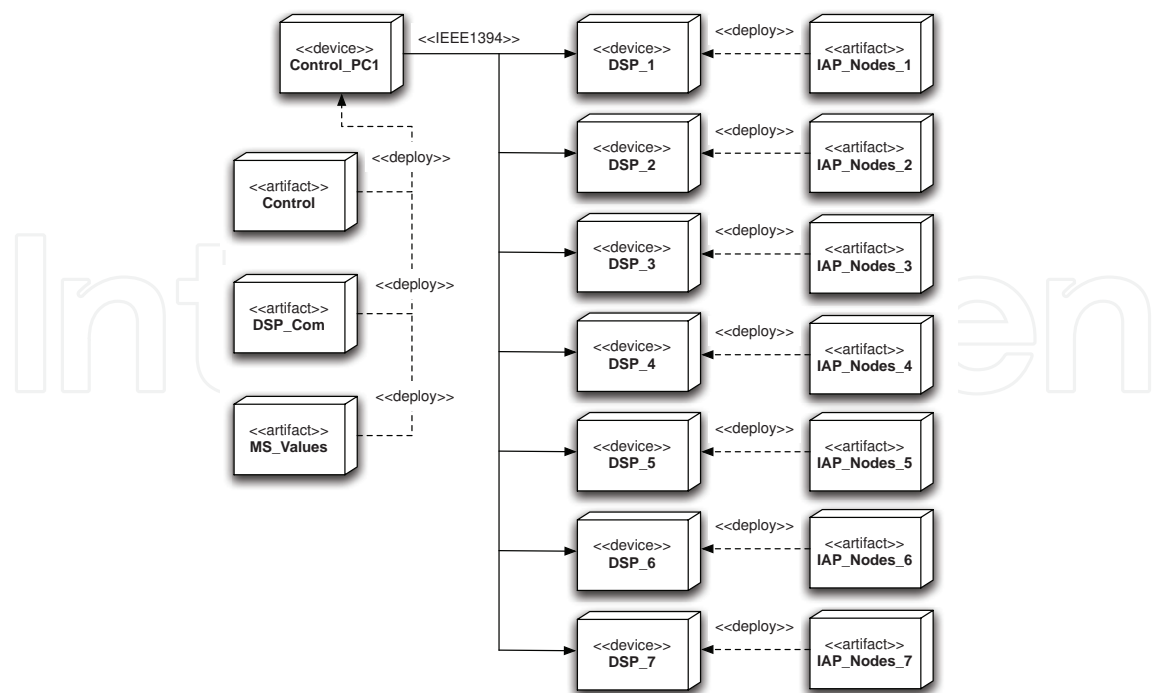 <<device>>
Control_PC1
<<IEEE1394>>
<<device>>
DSP_1
<<deploy>>
<<artifact>>
IAP_Nodes_1
<<device>>
DSP_2
<<deploy>>
<<artifact>>
IAP_Nodes_2
<<deploy>>
<<artifact>>
Control
<<device>>
DSP_3
<<deploy>>
<<artifact>>
IAP_Nodes_3
<<deploy>>
<<artifact>>
DSP_Com
<<device>>
DSP_4
<<deploy>>
<<artifact>>
IAP_Nodes_4
<<deploy>>
<<artifact>>
MS_Values
<<device>>
DSP_5
<<deploy>>
<<artifact>>
IAP_Nodes_5
<<device>>
DSP_6
<<deploy>>
<<artifact>>
IAP_Nodes_6
<<device>>
DSP_7
<<deploy>>
<<artifact>>
IAP_Nodes_7